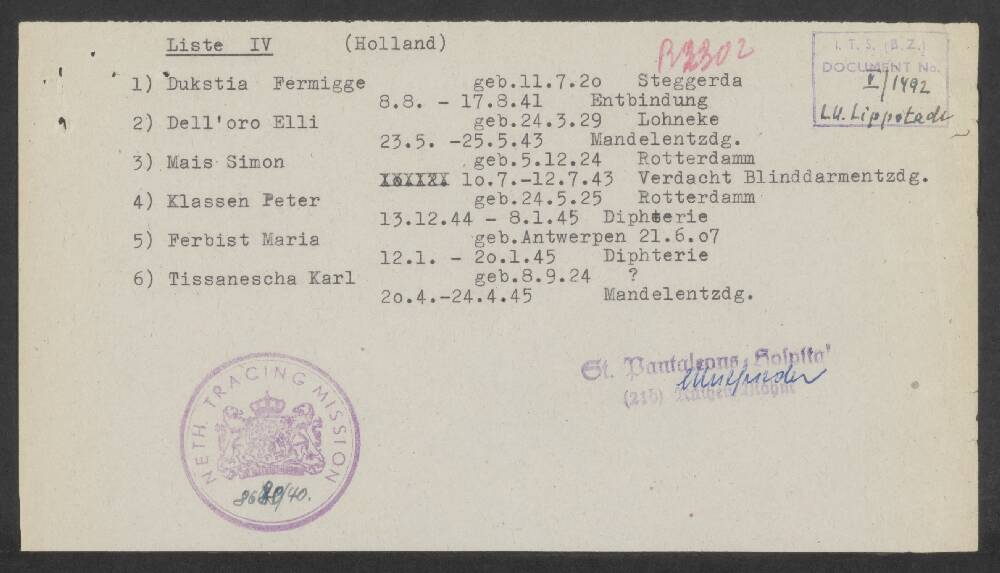 Liste IV (Holland)
R2302
I. T. S. (B.Z.)
DOCUMENT No.
V/1492
LK. Lippstadt
1) Dukstia Fermigge geb.11.7.2o Steggerda
8.8. - 17.8.41 Entbindung
2) Dell'oro Elli geb.24.3.29 Lohneke
23.5. -25.5.43 Mandelentzdg.
3) Mais Simon geb.5.12.24 Rotterdamm
1o.7.-12.7.43 Verdacht Blinddarmentzdg.
4) Klassen Peter geb.24.5.25 Rotterdamm
13.12.44 - 8.1.45 Diphterie
5) Ferbist Maria geb.Antwerpen 21.6.o7
12.1. - 2o.1.45 Diphterie
6) Tissanescha Karl geb.8.9.24 ?
2o.4.-24.4.45 Mandelentzdg.
St. Pantaleons-Hospita
(21b)
NETH. TRACING MISSION